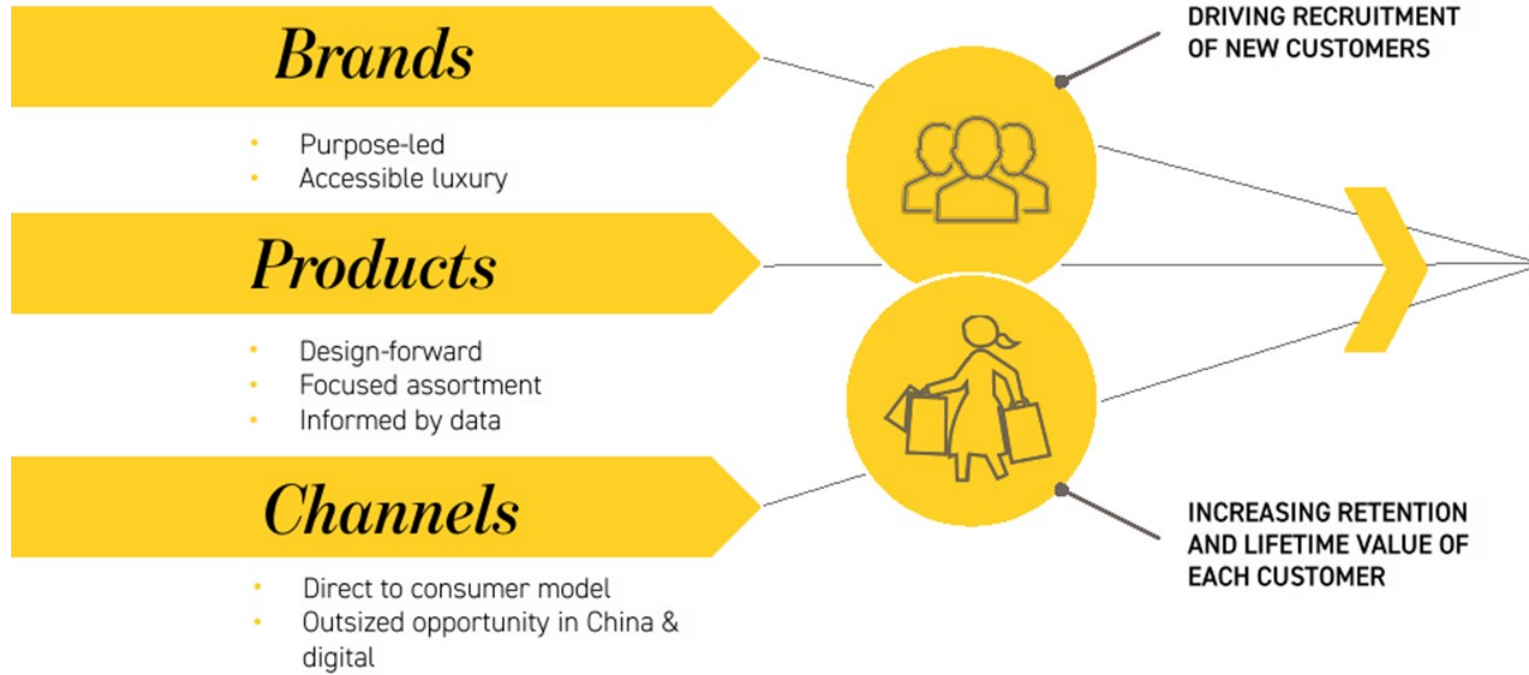 Brands
• Purpose-led
• Accessible luxury
Products
• Design-forward
• Focused assortment
• Informed by data
Channels
• Direct to consumer model
• Outsized opportunity in China &
digital
DRIVING RECRUITMENT
OF NEW CUSTOMERS
INCREASING RETENTION
AND LIFETIME VALUE OF
EACH CUSTOMER